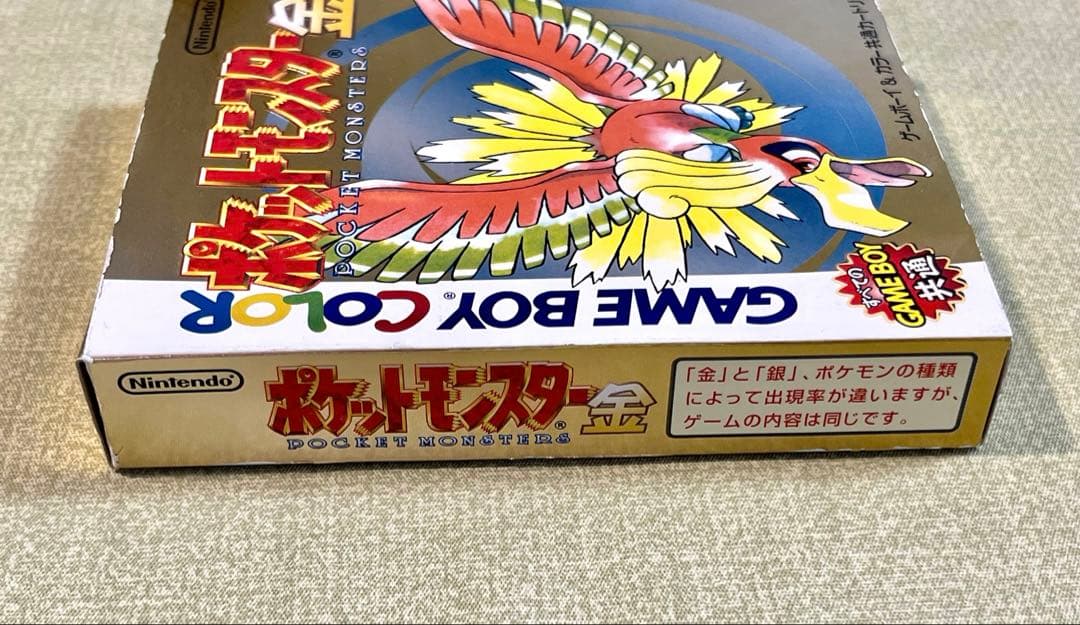 Nintendo
ポケットモンスター金
POCKET MONSTERS
ゲームボーイ&カラー共通カートリ
すべての
GAME BOY
共通
GAME BOY COLOR
Nintendo
ポケットモンスター金
POCKET MONSTERS
「金」と「銀」、ポケモンの種類
によって出現率が違いますが、
ゲームの内容は同じです。